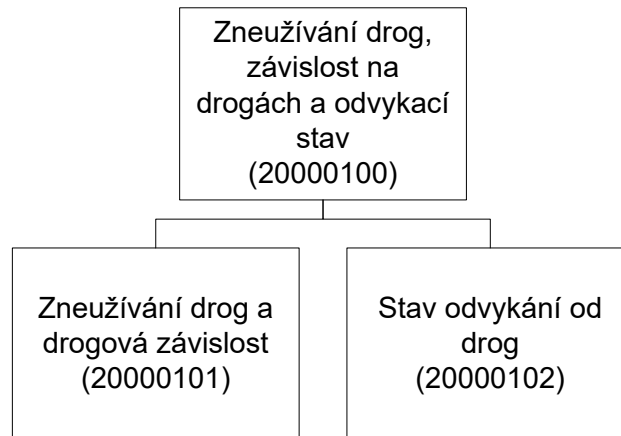 Zneužívání drog,
závislost na
drogách a odvykací
stav
(20000100)
Zneužívání drog a
drogová závislost
(20000101)
Stav odvykání od
drog
(20000102)